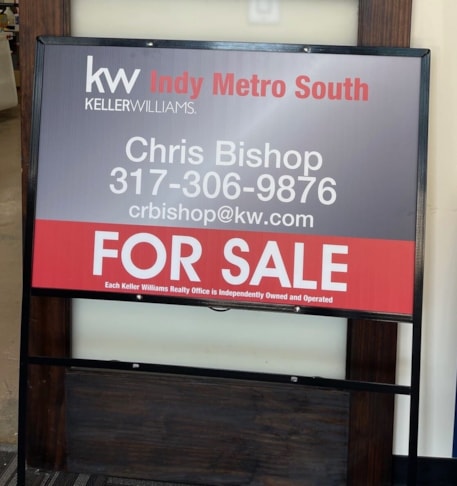 kw Indy Metro South
KELLERWILLIAMS.
Chris Bishop
317-306-9876
crbishop@kw.com
FOR SALE
Each Keller Williams Realty Office is Independently Owned and Operated